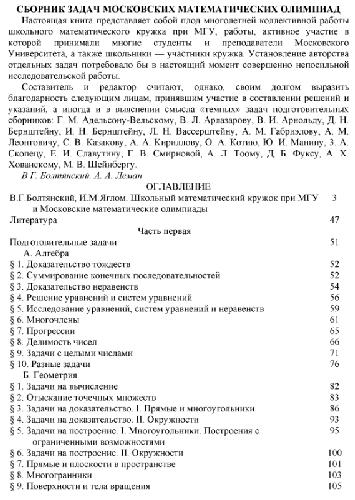 СБОРНИК ЗАДАЧ МОСКОВСКИХ МАТЕМАТИЧЕСКИХ ОЛИМПИАД
Настоящая книга представляет собой плод многолетней коллективной работы
школьного математического кружка при МГУ, работы, активное участие в
которой принимали многие студенты и преподаватели Московского
Университета, а также школьники — участники кружка. Установление авторства
отдельных задач потребовало бы в настоящий момент совершенно непосильной
исследовательской работы.
Составитель и редактор считают, однако, своим долгом выразить
благодарность следующим лицам, принявшим участие в составлении решений и
указаний, а иногда и в выяснении смысла «темных» задач подготовительных
сборников: Г. М. Адельсону-Вельскому, В. Л. Арлазарову, В. И. Арнольду, Д. Н.
Бернштейну, И. Н. Бернштейну, Л. Н. Вассерштейну, А. М. Габриэлову, А. М.
Леонтовичу, С. В. Казакову, А. А. Кириллову, О. А. Котию, Ю. И. Манину, З. А.
Скопецу, Е. И. Славутину, Г. В. Смирновой, А. Л. Тоому, Д. Б. Фуксу, А. Х.
Хованскому, М. В. Шейнбергу.
В Г. Болтянский. А. А. Леман
ОГЛАВЛЕНИЕ
В.Г Болтянский, И.М Яглом. Школьный математический кружок при МГУ 3
и Московские математические олимпиады
Литература 47
Часть первая
Подготовительные задачи 51
А. Алгебра
§ 1. Доказательство тождеств 52
§ 2. Суммирование конечных последовательностей 52
§ 3. Доказательство неравенств 54
§ 4. Решение уравнений и систем уравнений 56
§ 5. Исследование уравнений, систем уравнений и неравенств 59
§ 6. Многочлены 61
§ 7. Прогрессии 65
§ 8. Делимость чисел 66
§ 9. Задачи с целыми числами 71
§ 10. Разные задачи 76
Б. Геометрия
§ 1. Задачи на вычисление 82
§ 2. Отыскание точечных множеств 83
§ 3. Задачи на доказательство. I. Прямые и многоугольники 86
§ 4. Задачи на доказательство. II. Окружности 93
§ 5. Задачи на построение. I. Многоугольники. Построения с 95
ограниченными возможностями
§ 6. Задачи на построение. II. Окружности 100
§ 7. Прямые и плоскости в пространстве 101
§ 8. Многогранники 103
§ 9. Поверхности и тела вращения 105